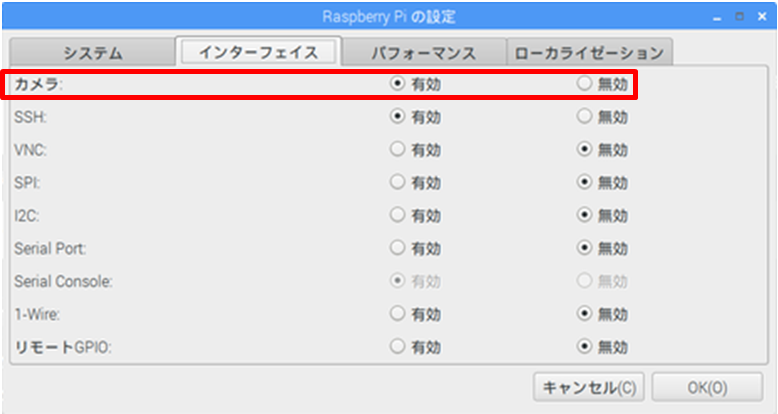 Raspberry Pi の設定
システム インターフェイス パフォーマンス ローカライゼーション
カメラ: 有効 無効
SSH: 有効 無効
VNC: 有効 無効
SPI: 有効 無効
I2C: 有効 無効
Serial Port: 有効 無効
Serial Console: 有効 無効
1-Wire: 有効 無効
リモートGPIO: 有効 無効
キャンセル(C) OK(O)